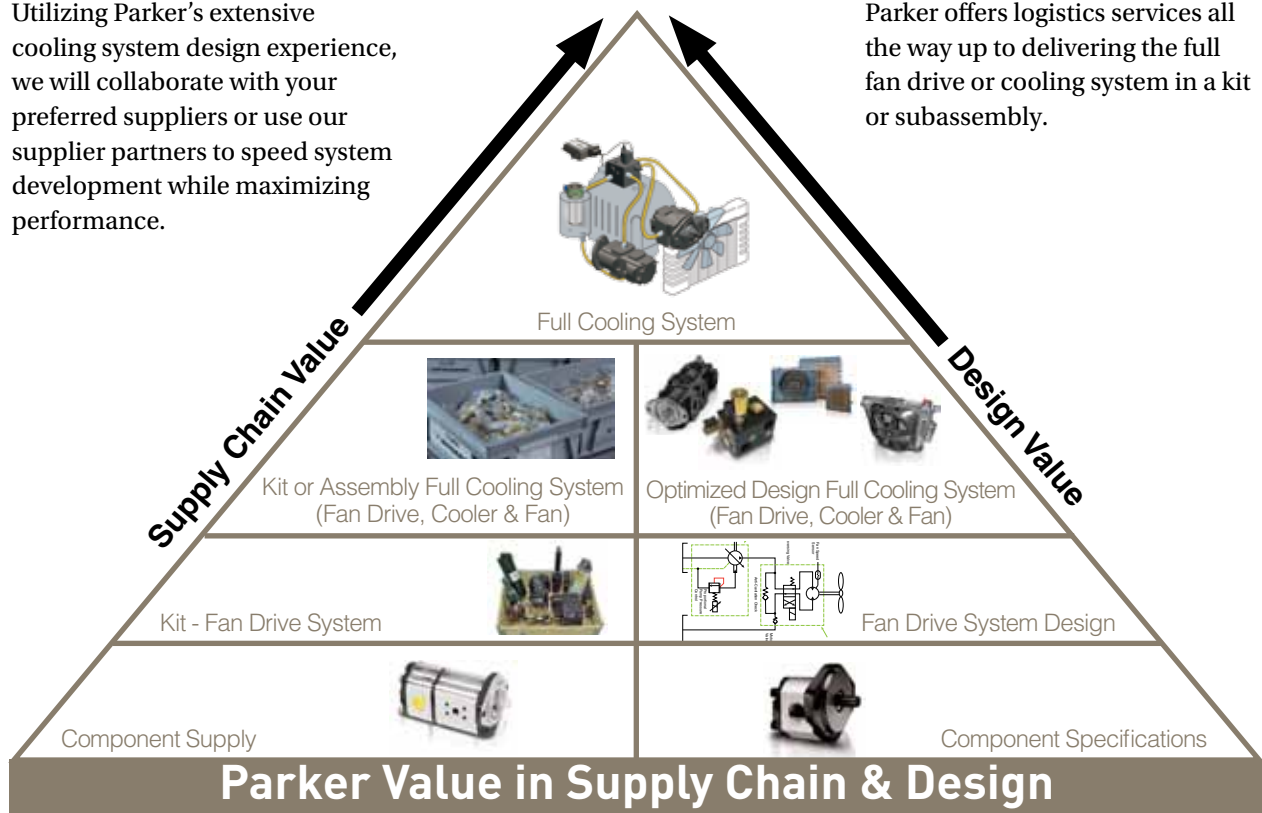 Utilizing Parker's extensive
cooling system design experience,
we will collaborate with your
preferred suppliers or use our
supplier partners to speed system
development while maximizing
performance.
Parker offers logistics services all
the way up to delivering the full
fan drive or cooling system in a kit
or subassembly.
Supply Chain Value
Design Value
Full Cooling System
Kit or Assembly Full Cooling System
(Fan Drive, Cooler & Fan)
Optimized Design Full Cooling System
(Fan Drive, Cooler & Fan)
Kit - Fan Drive System
Fan Drive System Design
Component Supply
Component Specifications
Parker Value in Supply Chain & Design